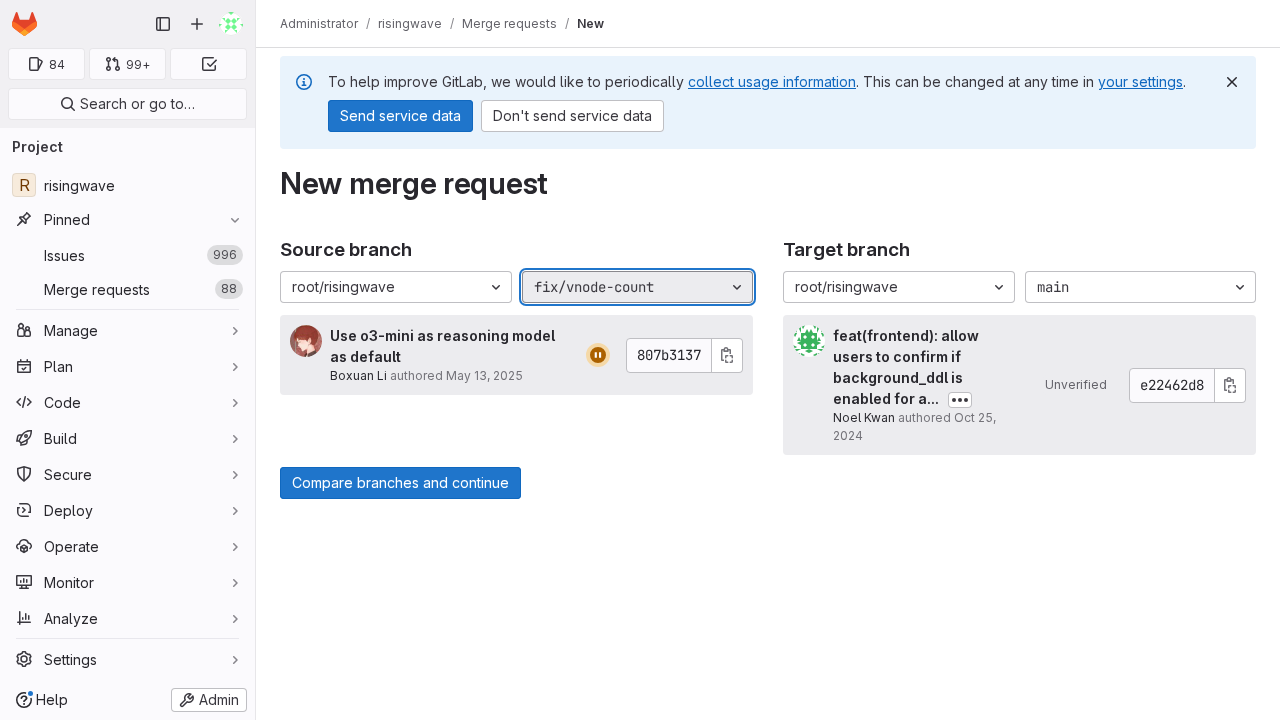 Administrator / risingwave / Merge requests / New
84
99+
Search or go to…
Project
R risingwave
Pinned
Issues 996
Merge requests 88
Manage
Plan
Code
Build
Secure
Deploy
Operate
Monitor
Analyze
Settings
Help
Admin
To help improve GitLab, we would like to periodically collect usage information. This can be changed at any time in your settings.
Send service data
Don't send service data
New merge request
Source branch
root/risingwave
fix/vnode-count
Use o3-mini as reasoning model
as default
Boxuan Li authored May 13, 2025
807b3137
Target branch
root/risingwave
main
feat(frontend): allow
users to confirm if
background_ddl is
enabled for a...
Noel Kwan authored Oct 25,
2024
Unverified
e22462d8
Compare branches and continue